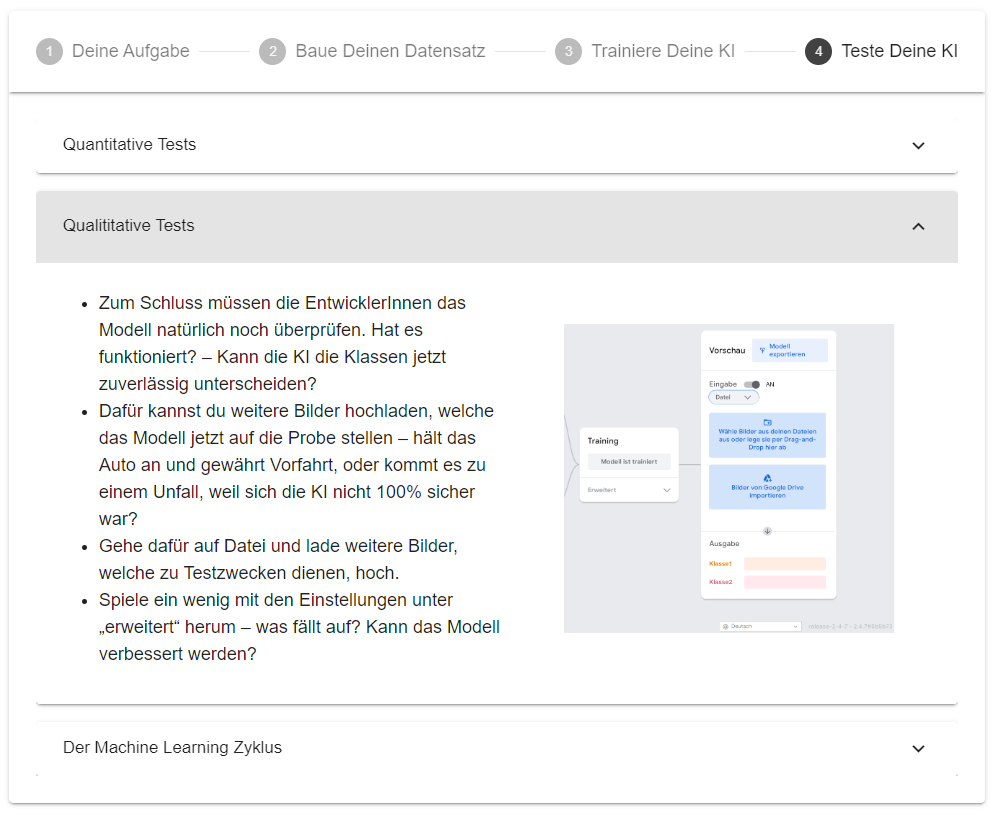 1 Deine Aufgabe 2 Baue Deinen Datensatz 3 Trainiere Deine KI 4 Teste Deine KI
Quantitative Tests
Qualititative Tests
• Zum Schluss müssen die EntwicklerInnen das
Modell natürlich noch überprüfen. Hat es
funktioniert? – Kann die KI die Klassen jetzt
zuverlässig unterscheiden?
• Dafür kannst du weitere Bilder hochladen, welche
das Modell jetzt auf die Probe stellen – hält das
Auto an und gewährt Vorfahrt, oder kommt es zu
einem Unfall, weil sich die KI nicht 100% sicher
war?
• Gehe dafür auf Datei und lade weitere Bilder,
welche zu Testzwecken dienen, hoch.
• Spiele ein wenig mit den Einstellungen unter
„erweitert“ herum – was fällt auf? Kann das Modell
verbessert werden?
Training
Modell ist trainiert
Erweitert
Vorschau
Modell
exportieren
Eingabe AN
Datei
Wähle Bilder aus deinen Dateien
aus oder lege sie per Drag-and-
Drop hier ab
Bilder von Google Drive
importieren
Ausgabe
Klasse1
Klasse2
Deutsch
Der Machine Learning Zyklus